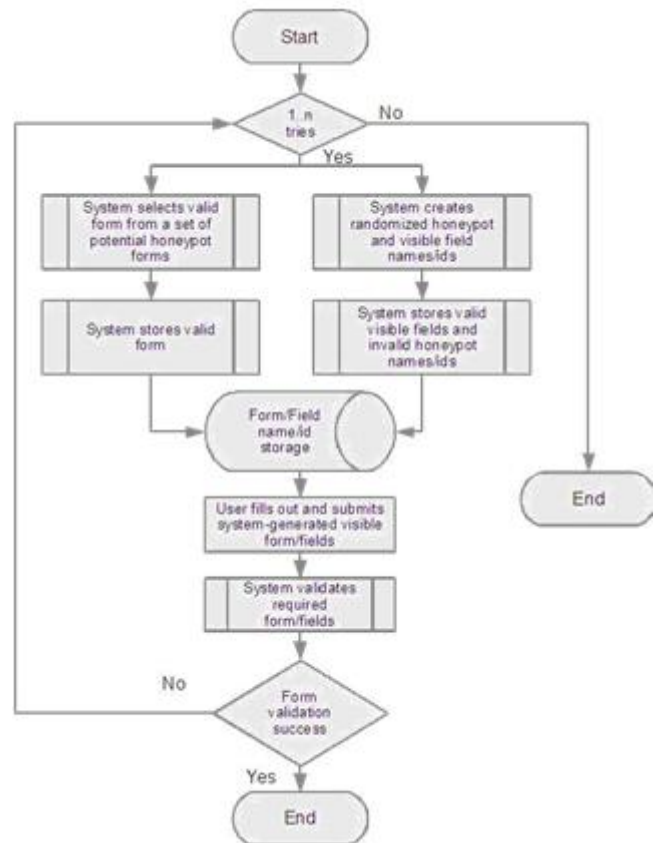 Start
1..n
tries
No
Yes
System selects valid
form from a set of
potential honeypot
forms
System creates
randomized honeypot
and visible field
names/ids
System stores valid
form
System stores valid
visible fields and
invalid honeypot
names/ids
Form/Field
name/id
storage
End
User fills out and submits
system-generated visible
form/fields
System validates
required
form/fields
No
Form
validation
success
Yes
End